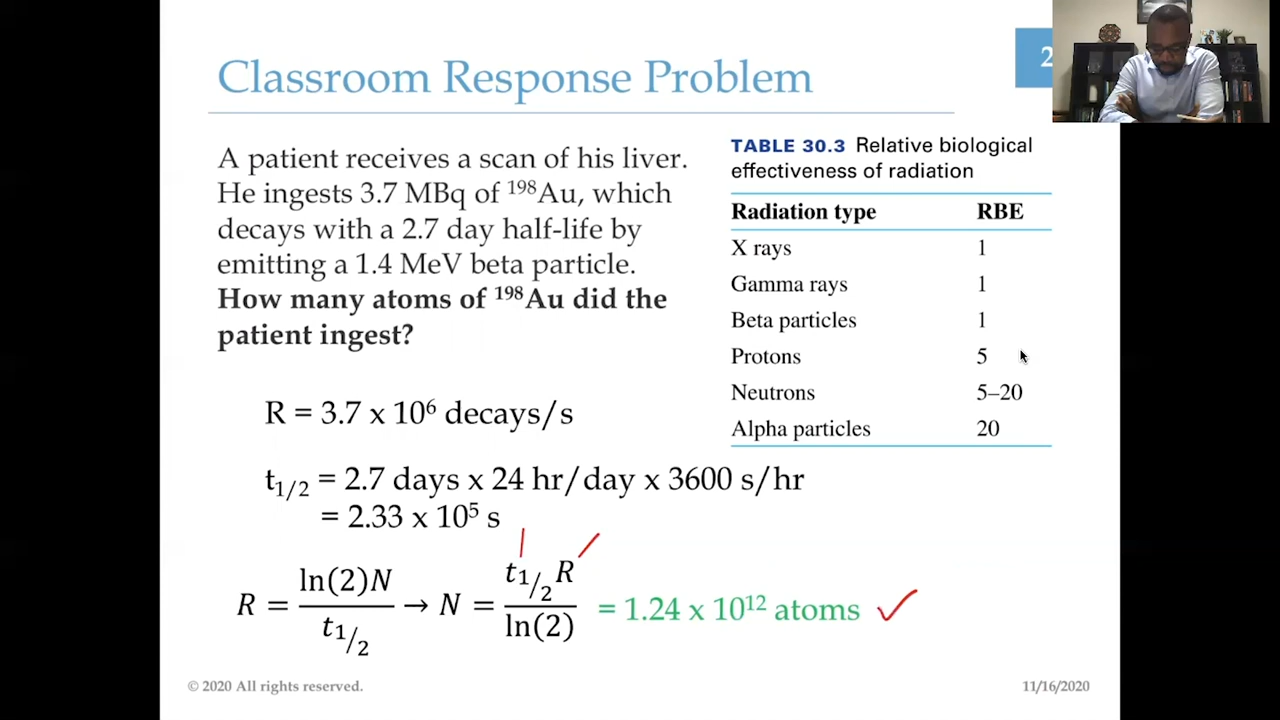 Classroom Response Problem
2
A patient receives a scan of his liver.
He ingests 3.7 MBq of ¹⁹⁸Au, which
decays with a 2.7 day half-life by
emitting a 1.4 MeV beta particle.
How many atoms of ¹⁹⁸Au did the
patient ingest?
TABLE 30.3 Relative biological
effectiveness of radiation
Radiation type RBE
X rays 1
Gamma rays 1
Beta particles 1
Protons 5
Neutrons 5–20
Alpha particles 20
R = 3.7 x 10⁶ decays/s
t₁/₂ = 2.7 days x 24 hr/day x 3600 s/hr
= 2.33 x 10⁵ s
R = ln(2)N / t₁/₂ → N = t₁/₂ R / ln(2) = 1.24 x 10¹² atoms ✓
© 2020 All rights reserved.
11/16/2020